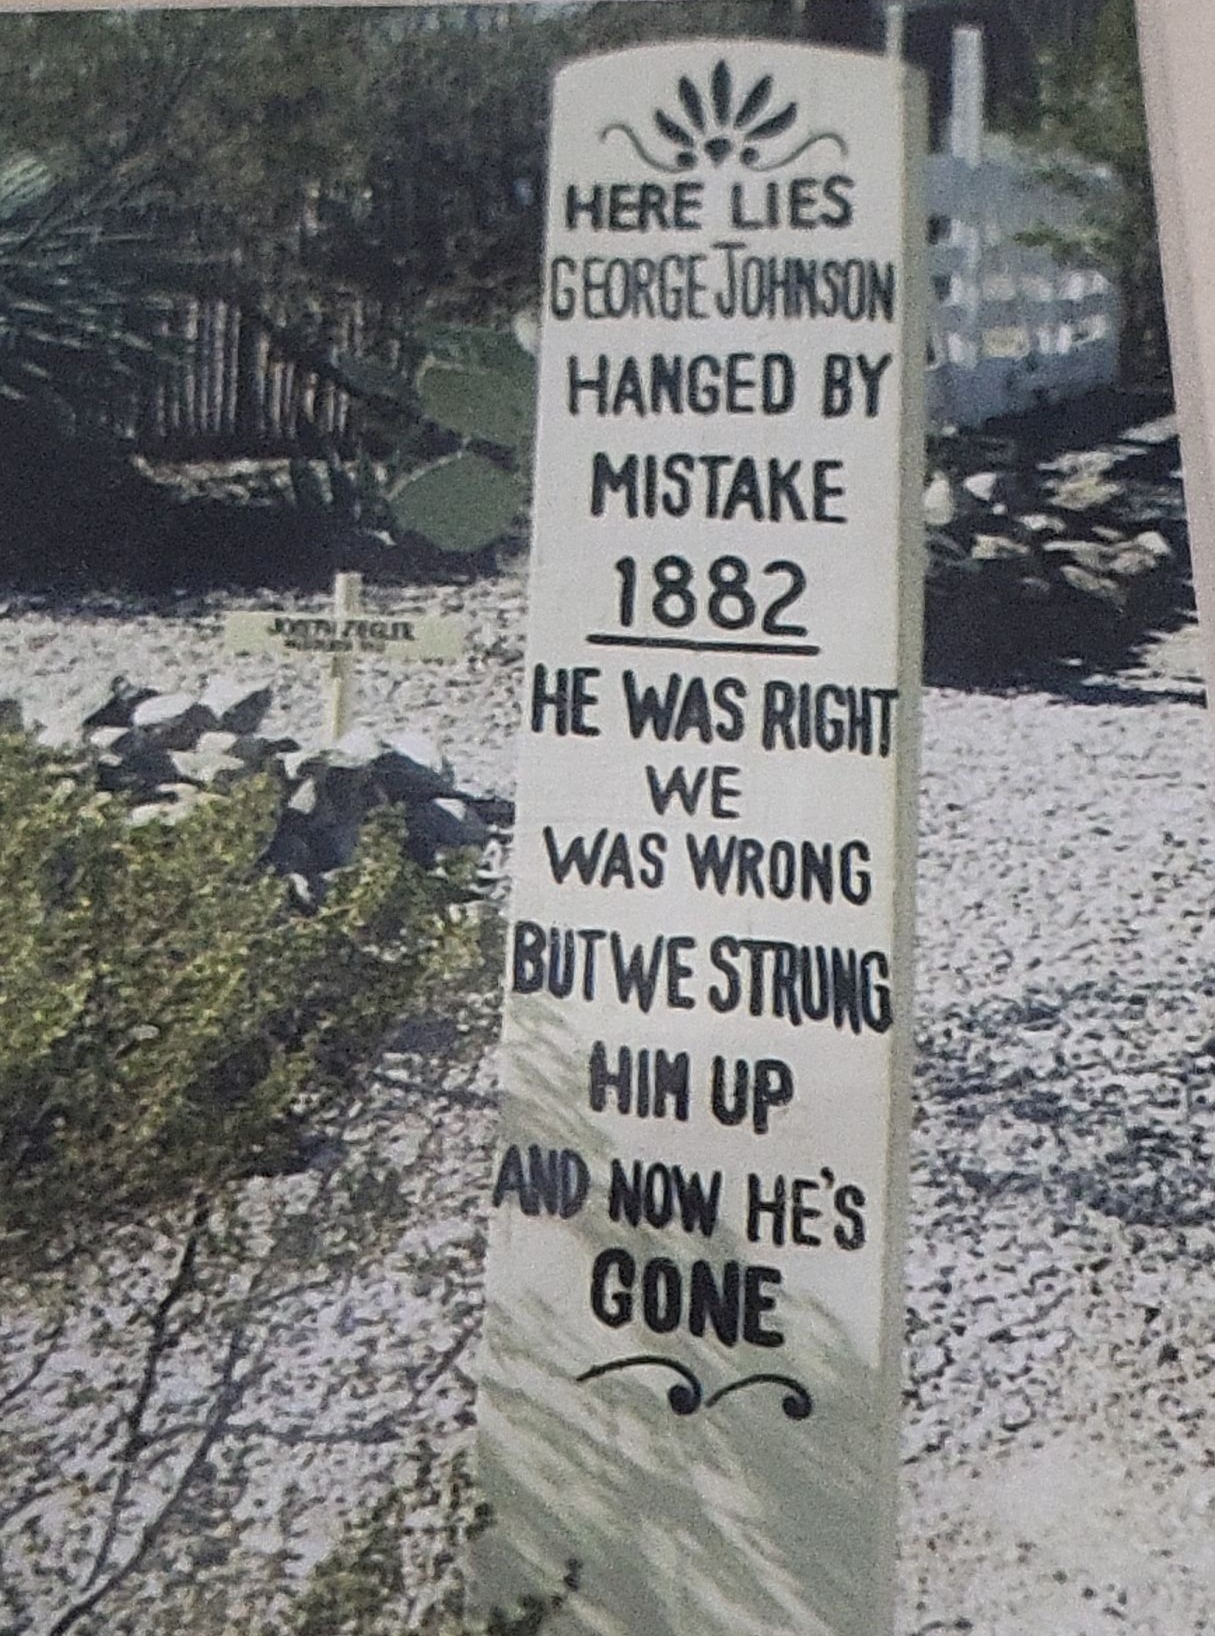 HERE LIES
GEORGE JOHNSON
HANGED BY
MISTAKE
1882
HE WAS RIGHT
WE
WAS WRONG
BUT WE STRUNG
HIM UP
AND NOW HE'S
GONE
ZIEGLER